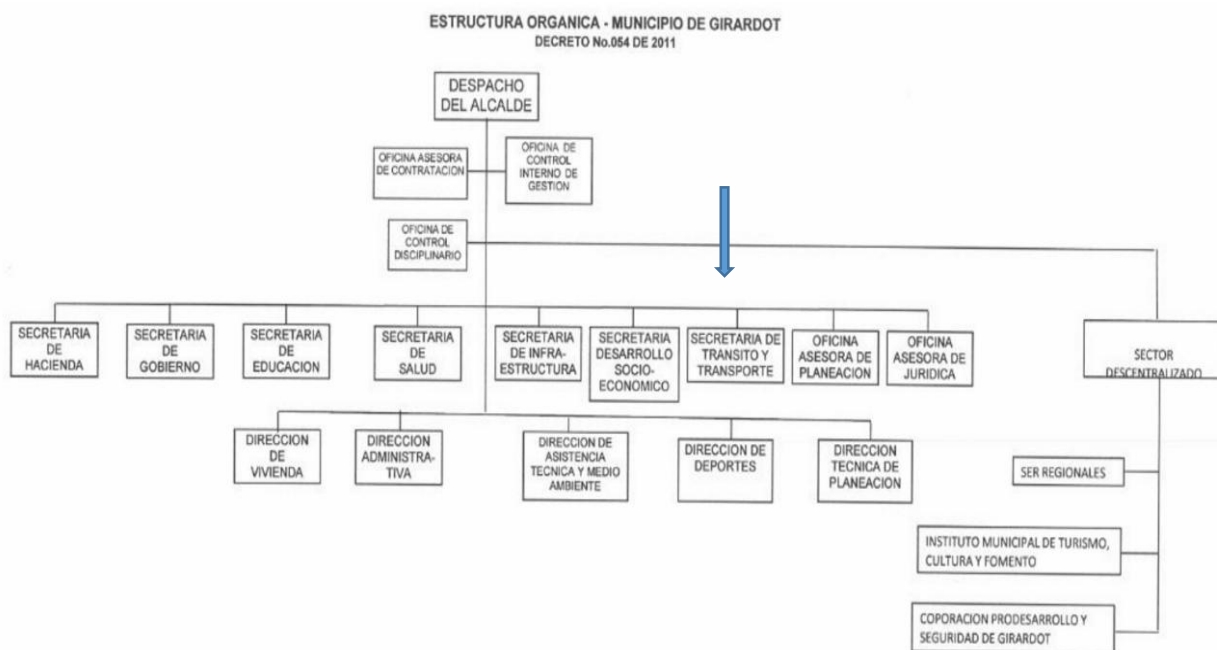 ESTRUCTURA ORGANICA - MUNICIPIO DE GIRARDOT
DECRETO No.054 DE 2011
DESPACHO
DEL ALCALDE
OFICINA ASESORA
DE CONTRATACION
OFICINA DE
CONTROL
INTERNO DE
GESTION
OFICINA DE
CONTROL
DISCIPLINARIO
SECRETARIA
DE
HACIENDA
SECRETARIA
DE
GOBIERNO
SECRETARIA
DE
EDUCACION
SECRETARIA
DE
SALUD
SECRETARIA
DE INFRA-
ESTRUCTURA
SECRETARIA
DESARROLLO
SOCIO-
ECONOMICO
SECRETARIA DE
TRANSITO Y
TRANSPORTE
OFICINA
ASESORA DE
PLANEACION
OFICINA
ASESORA DE
JURIDICA
SECTOR
DESCENTRALIZADO
DIRECCION
DE
VIVIENDA
DIRECCION
ADMINISTRA-
TIVA
DIRECCION DE
ASISTENCIA
TECNICA Y MEDIO
AMBIENTE
DIRECCION DE
DEPORTES
DIRECCION
TECNICA DE
PLANEACION
SER REGIONALES
INSTITUTO MUNICIPAL DE TURISMO,
CULTURA Y FOMENTO
COPORACION PRODESARROLLO Y
SEGURIDAD DE GIRARDOT